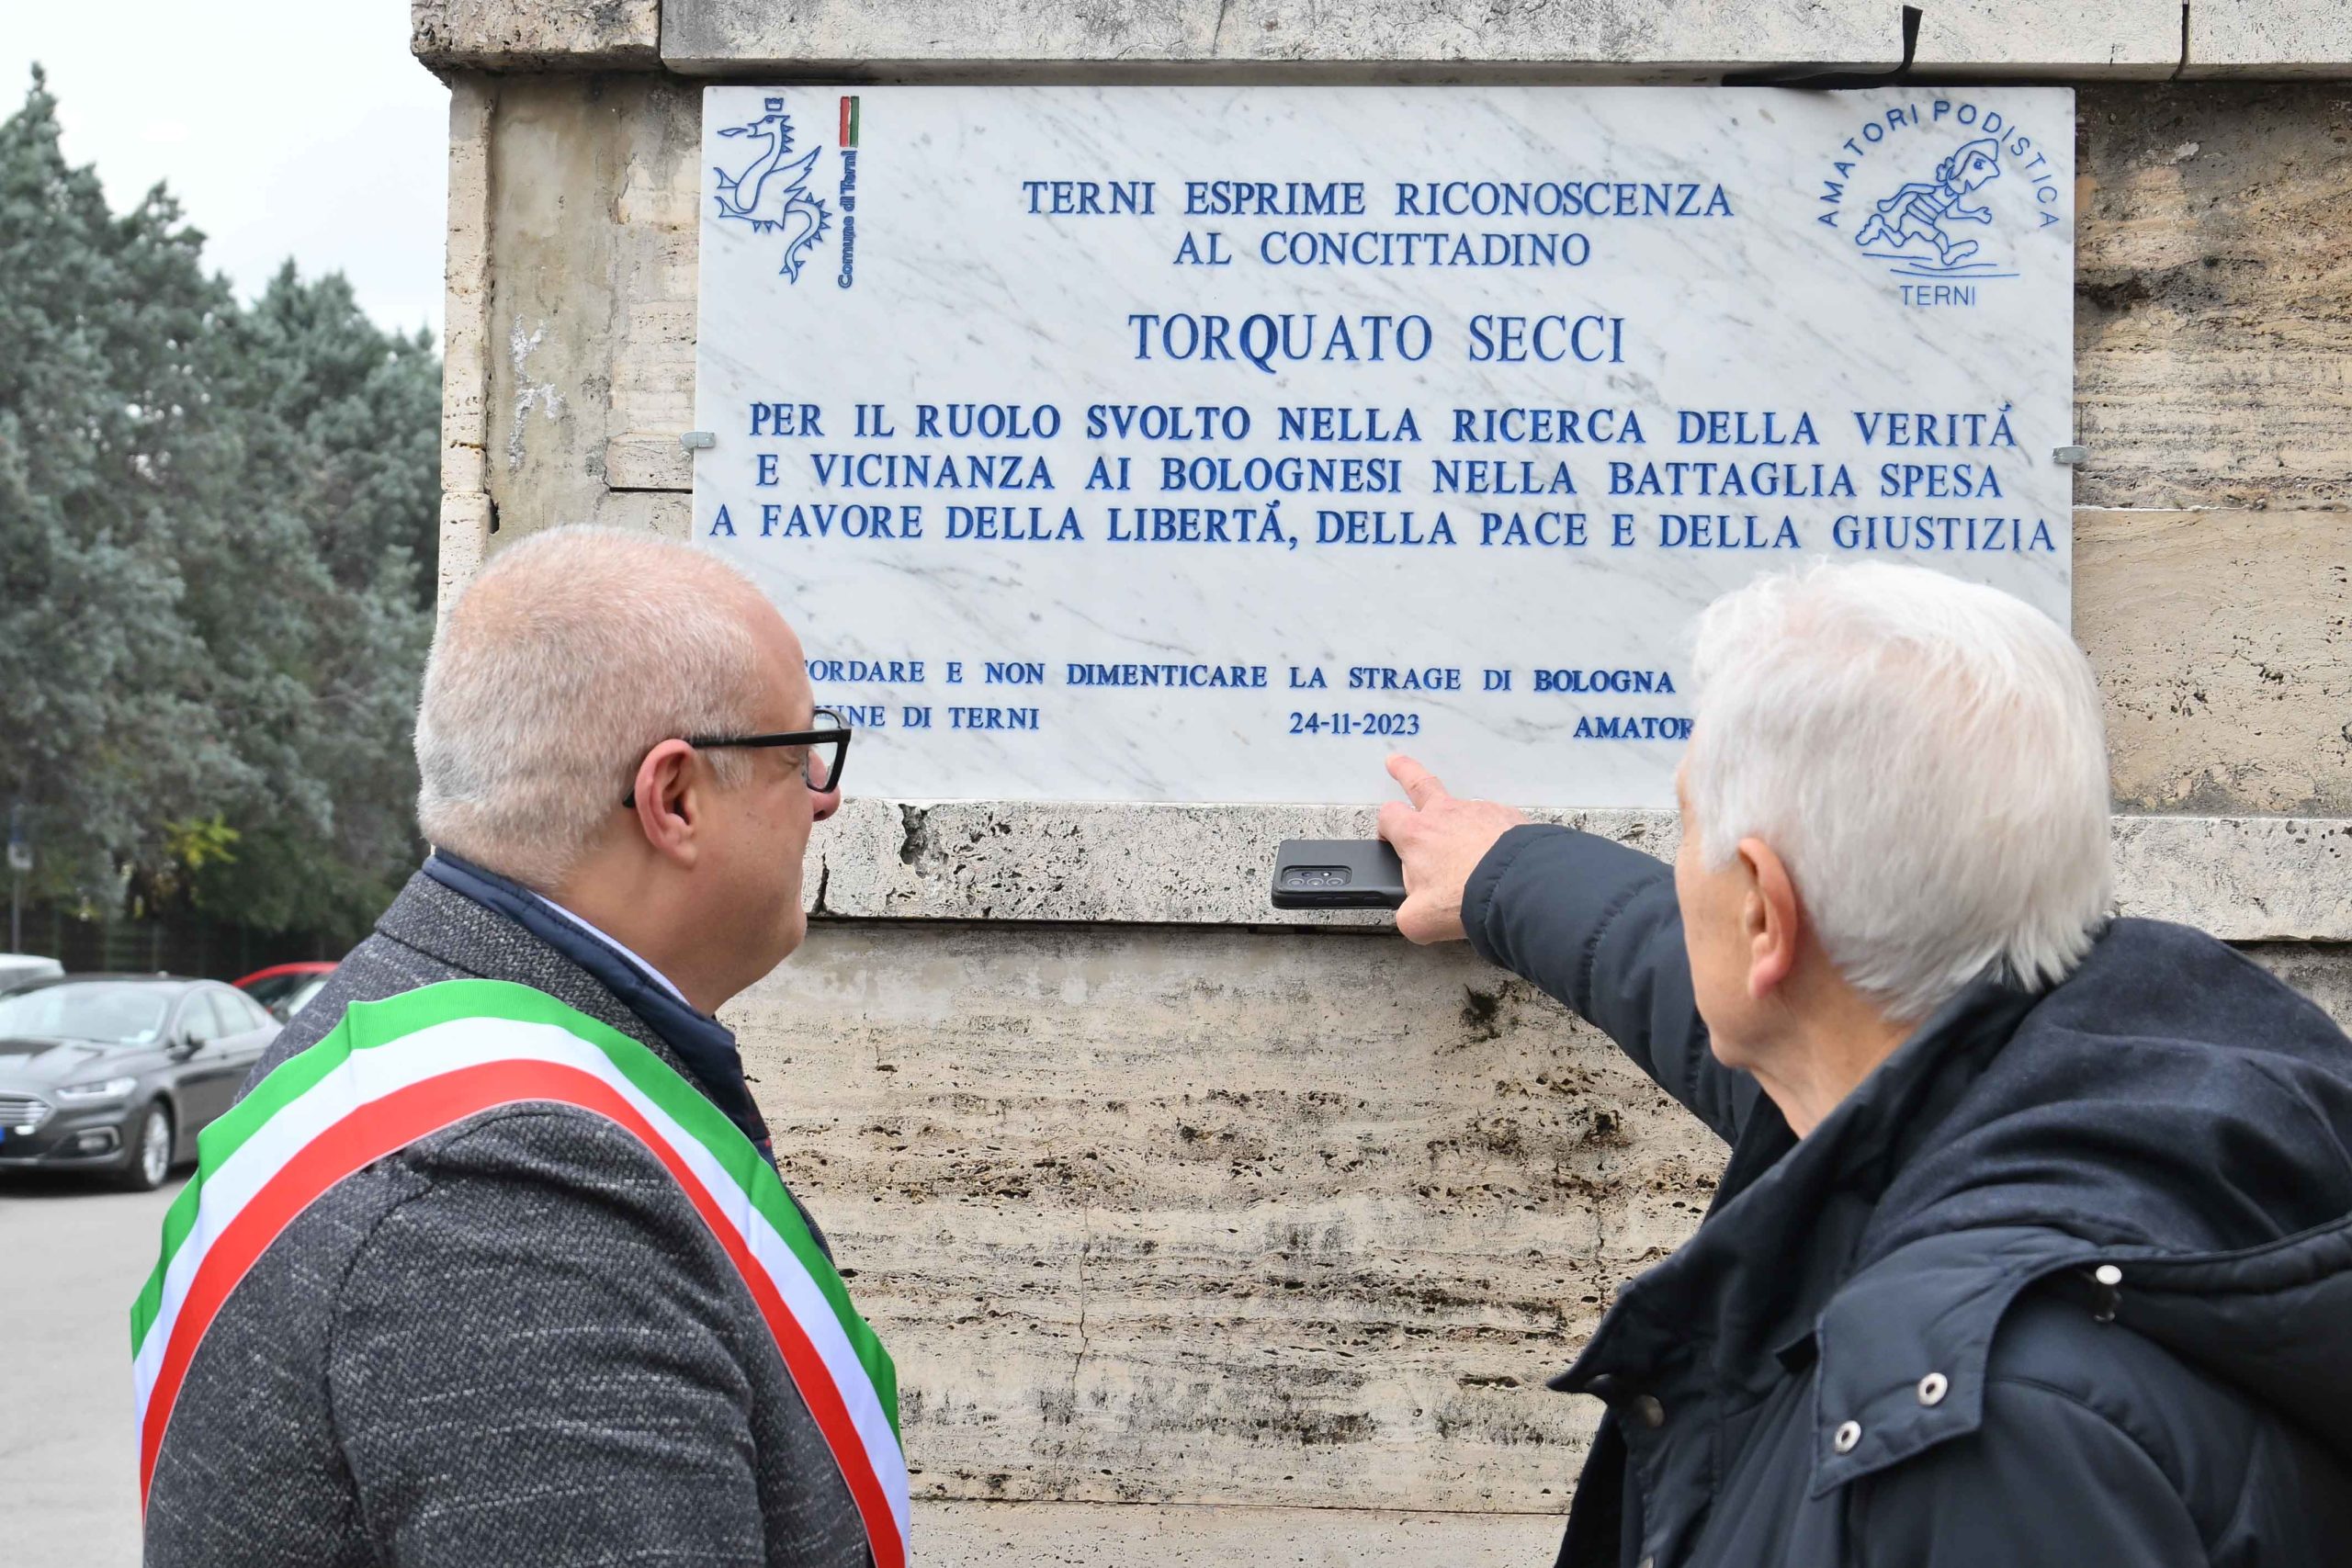 Comune di Terni
AMATORI PODISTICA
TERNI
TERNI ESPRIME RICONOSCENZA
AL CONCITTADINO
TORQUATO SECCI
PER IL RUOLO SVOLTO NELLA RICERCA DELLA VERITÁ
E VICINANZA AI BOLOGNESI NELLA BATTAGLIA SPESA
A FAVORE DELLA LIBERTÁ, DELLA PACE E DELLA GIUSTIZIA
ORDARE E NON DIMENTICARE LA STRAGE DI BOLOGNA
UNE DI TERNI 24-11-2023 AMATOR